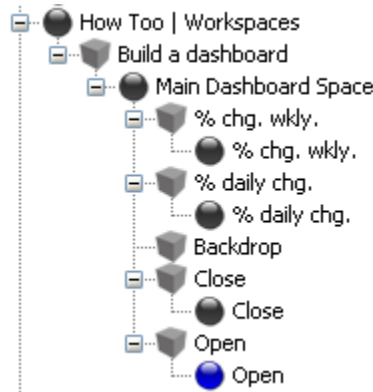 How Too | Workspaces
Build a dashboard
Main Dashboard Space
% chg. wkly.
% chg. wkly.
% daily chg.
% daily chg.
Backdrop
Close
Close
Open
Open